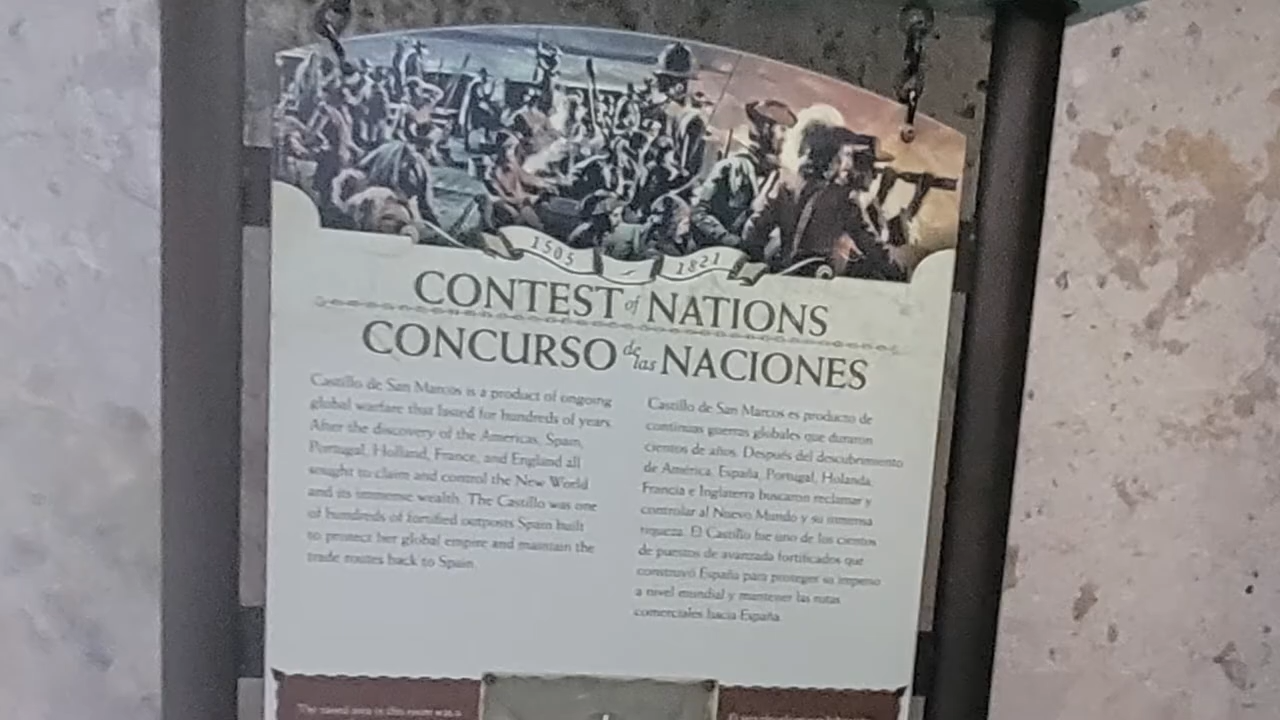 1505 1821
CONTEST of NATIONS
CONCURSO de las NACIONES
Castillo de San Marcos is a product of ongoing
global warfare that lasted for hundreds of years.
After the discovery of the Americas, Spain,
Portugal, Holland, France, and England all
sought to claim and control the New World
and its immense wealth. The Castillo was one
of hundreds of fortified outposts Spain built
to protect her global empire and maintain the
trade routes back to Spain.
Castillo de San Marcos es producto de
continuas guerras globales que duraron
cientos de años. Después del descubrimiento
de América, España, Portugal, Holanda,
Francia e Inglaterra buscaron reclamar y
controlar al Nuevo Mundo y su inmensa
riqueza. El Castillo fue uno de los cientos
de puestos de avanzada fortificados que
construyó España para proteger su imperio
a nivel mundial y mantener las rutas
comerciales hacia España.
The raised area in this room was a